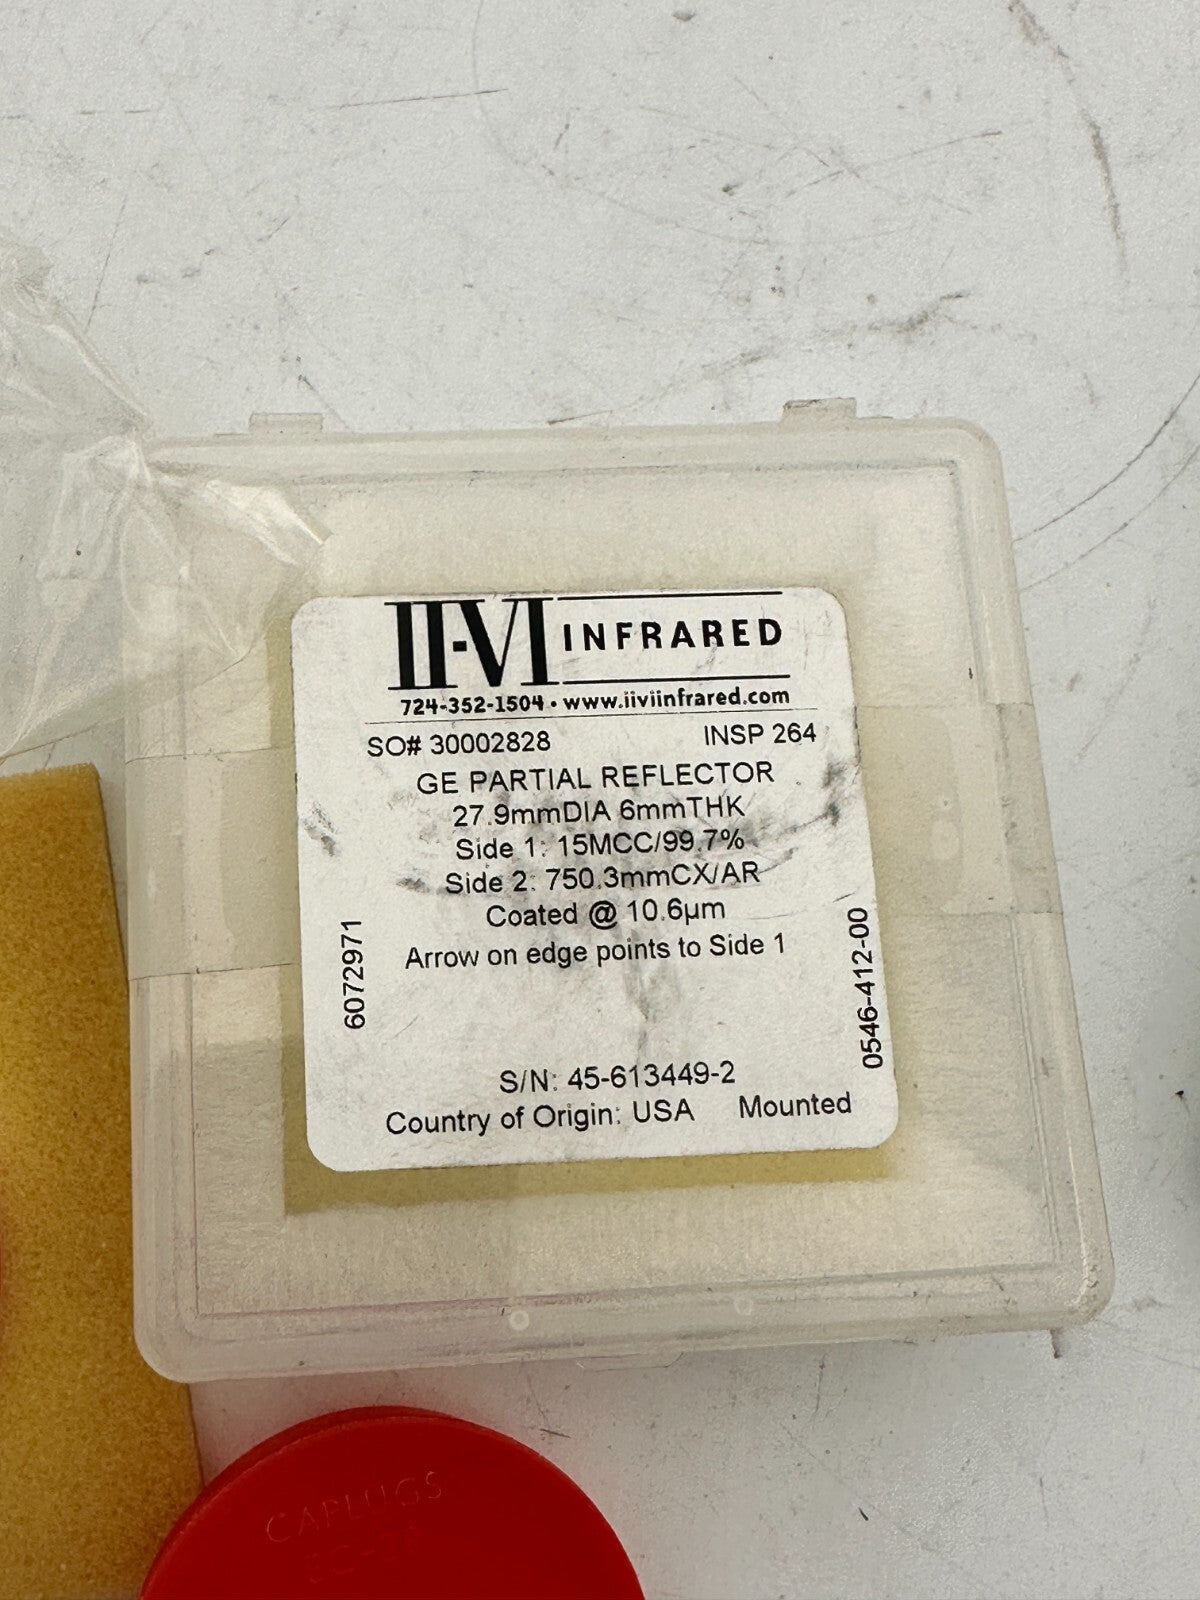 II-VI INFRARED
724-352-1504 • www.iiviinfrared.com
SO# 30002828 INSP 264
GE PARTIAL REFLECTOR
27.9mmDIA 6mmTHK
Side 1: 15MCC/99.7%
Side 2: 750.3mmCX/AR
Coated @ 10.6µm
Arrow on edge points to Side 1
6072971
0546-412-00
S/N: 45-613449-2
Country of Origin: USA Mounted
CAPLUGS